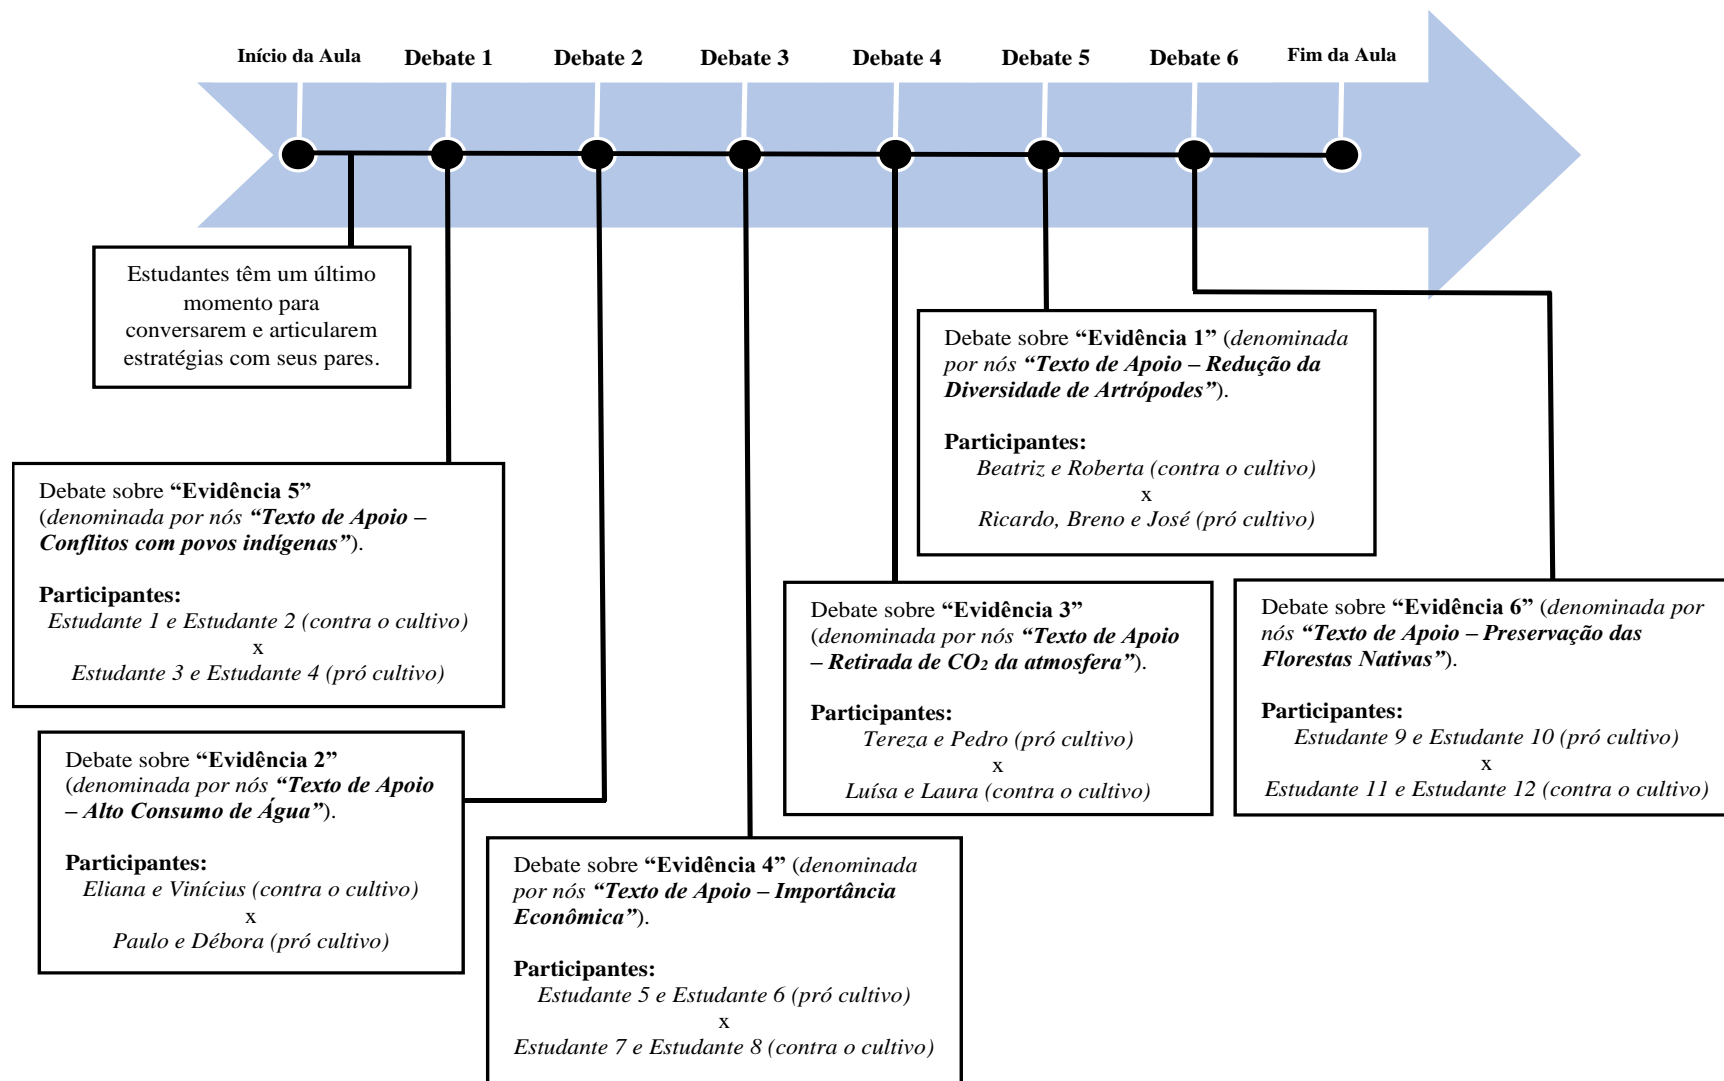 Início da Aula
Debate 1
Debate 2
Debate 3
Debate 4
Debate 5
Debate 6
Fim da Aula
Estudantes têm um último
momento para
conversarem e articularem
estratégias com seus pares.
Debate sobre “Evidência 5”
(denominada por nós “Texto de Apoio –
Conflitos com povos indígenas”).
Participantes:
Estudante 1 e Estudante 2 (contra o cultivo)
x
Estudante 3 e Estudante 4 (pró cultivo)
Debate sobre “Evidência 2”
(denominada por nós “Texto de Apoio
– Alto Consumo de Água”).
Participantes:
Eliana e Vinícius (contra o cultivo)
x
Paulo e Débora (pró cultivo)
Debate sobre “Evidência 4” (denominada
por nós “Texto de Apoio – Importância
Econômica”).
Participantes:
Estudante 5 e Estudante 6 (pró cultivo)
x
Estudante 7 e Estudante 8 (contra o cultivo)
Debate sobre “Evidência 3”
(denominada por nós “Texto de Apoio
– Retirada de CO₂ da atmosfera”).
Participantes:
Tereza e Pedro (pró cultivo)
x
Luísa e Laura (contra o cultivo)
Debate sobre “Evidência 1” (denominada
por nós “Texto de Apoio – Redução da
Diversidade de Artrópodes”).
Participantes:
Beatriz e Roberta (contra o cultivo)
x
Ricardo, Breno e José (pró cultivo)
Debate sobre “Evidência 6” (denominada por
nós “Texto de Apoio – Preservação das
Florestas Nativas”).
Participantes:
Estudante 9 e Estudante 10 (pró cultivo)
x
Estudante 11 e Estudante 12 (contra o cultivo)